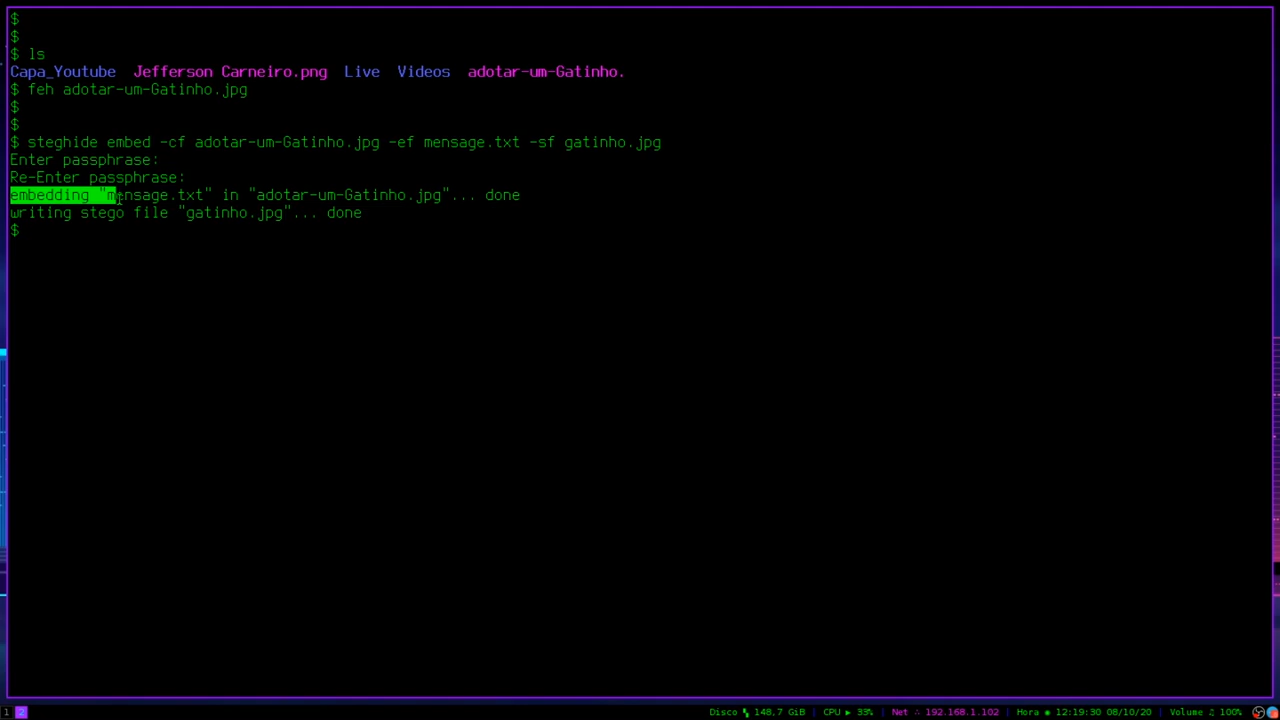 $
$
$ ls
Capa_Youtube  Jefferson Carneiro.png  Live  Videos  adotar-um-Gatinho.
$ feh adotar-um-Gatinho.jpg
$
$
$ steghide embed -cf adotar-um-Gatinho.jpg -ef mensage.txt -sf gatinho.jpg
Enter passphrase:
Re-Enter passphrase:
embedding "mensage.txt" in "adotar-um-Gatinho.jpg"... done
writing stego file "gatinho.jpg"... done
$
1 2 Disco 148,7 GiB | CPU ▶ 33% Net 192.168.1.102 | Hora 12:19:30 08/10/20 | Volume ♫ 100%